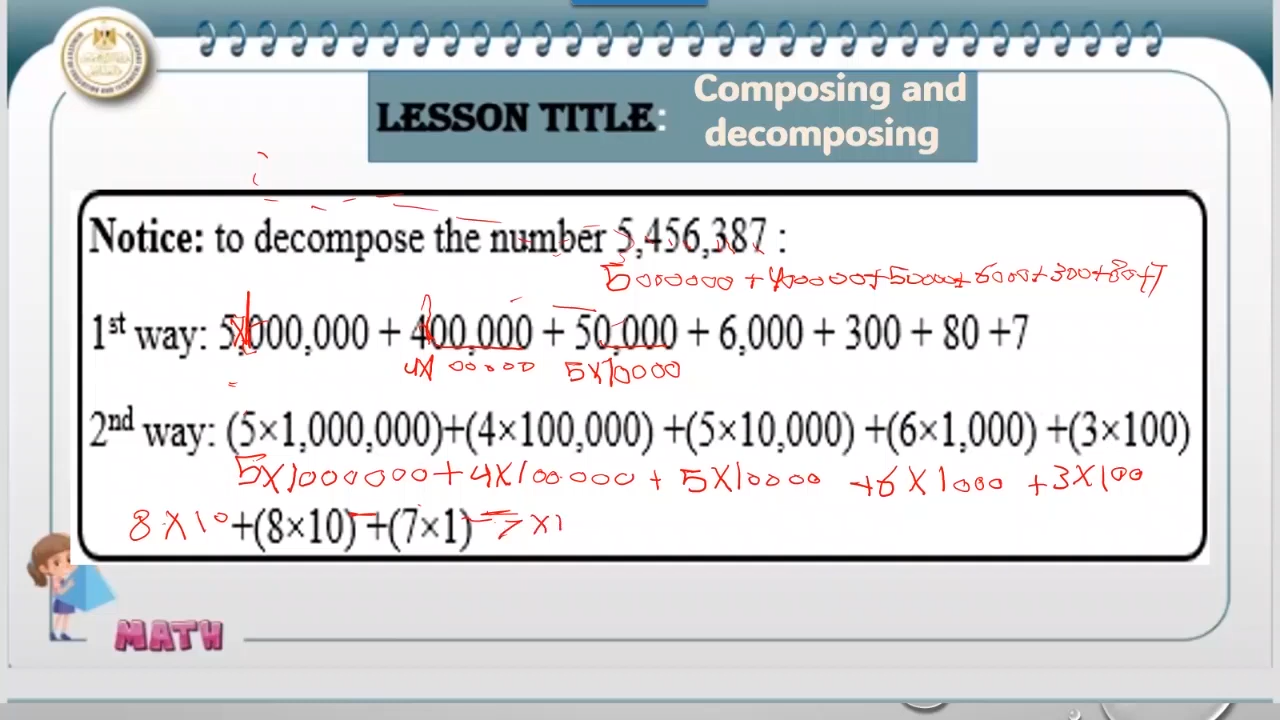 Composing and
LESSON TITLE:
decomposing
Notice: to decompose the number 5,456,387 :
5000000 + 400000+50000+6000+300+80+7
1st way: 5,000,000 + 400,000 + 50,000 + 6,000 + 300 + 80 +7
4X 00000 5X10000
2nd way: (5×1,000,000)+(4×100,000) +(5×10,000) +(6×1,000) +(3×100)
5X1000000+4X100000 + 5X10000 +6X1000 +3X100
8X10 +(8×10) +(7×1) 7X1
MATH